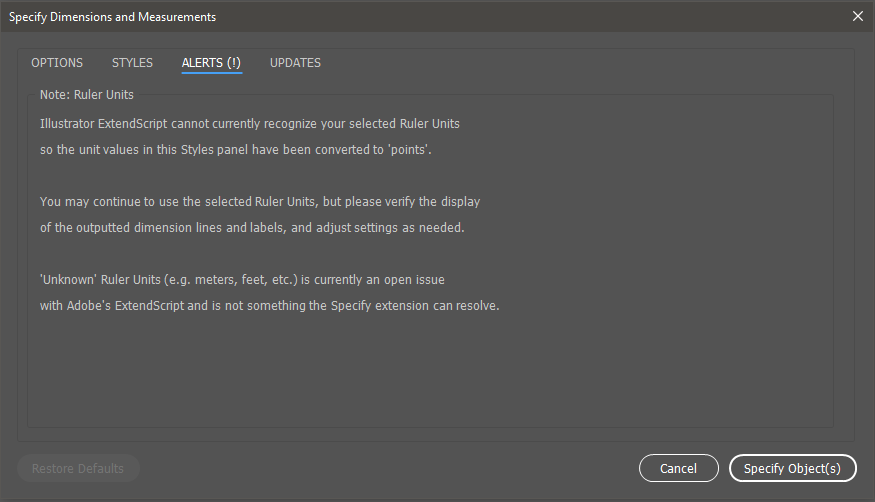 Specify Dimensions and Measurements
OPTIONS STYLES ALERTS (!) UPDATES
Note: Ruler Units
Illustrator ExtendScript cannot currently recognize your selected Ruler Units
so the unit values in this Styles panel have been converted to 'points'.
You may continue to use the selected Ruler Units, but please verify the display
of the outputted dimension lines and labels, and adjust settings as needed.
'Unknown' Ruler Units (e.g. meters, feet, etc.) is currently an open issue
with Adobe's ExtendScript and is not something the Specify extension can resolve.
Restore Defaults Cancel Specify Object(s)